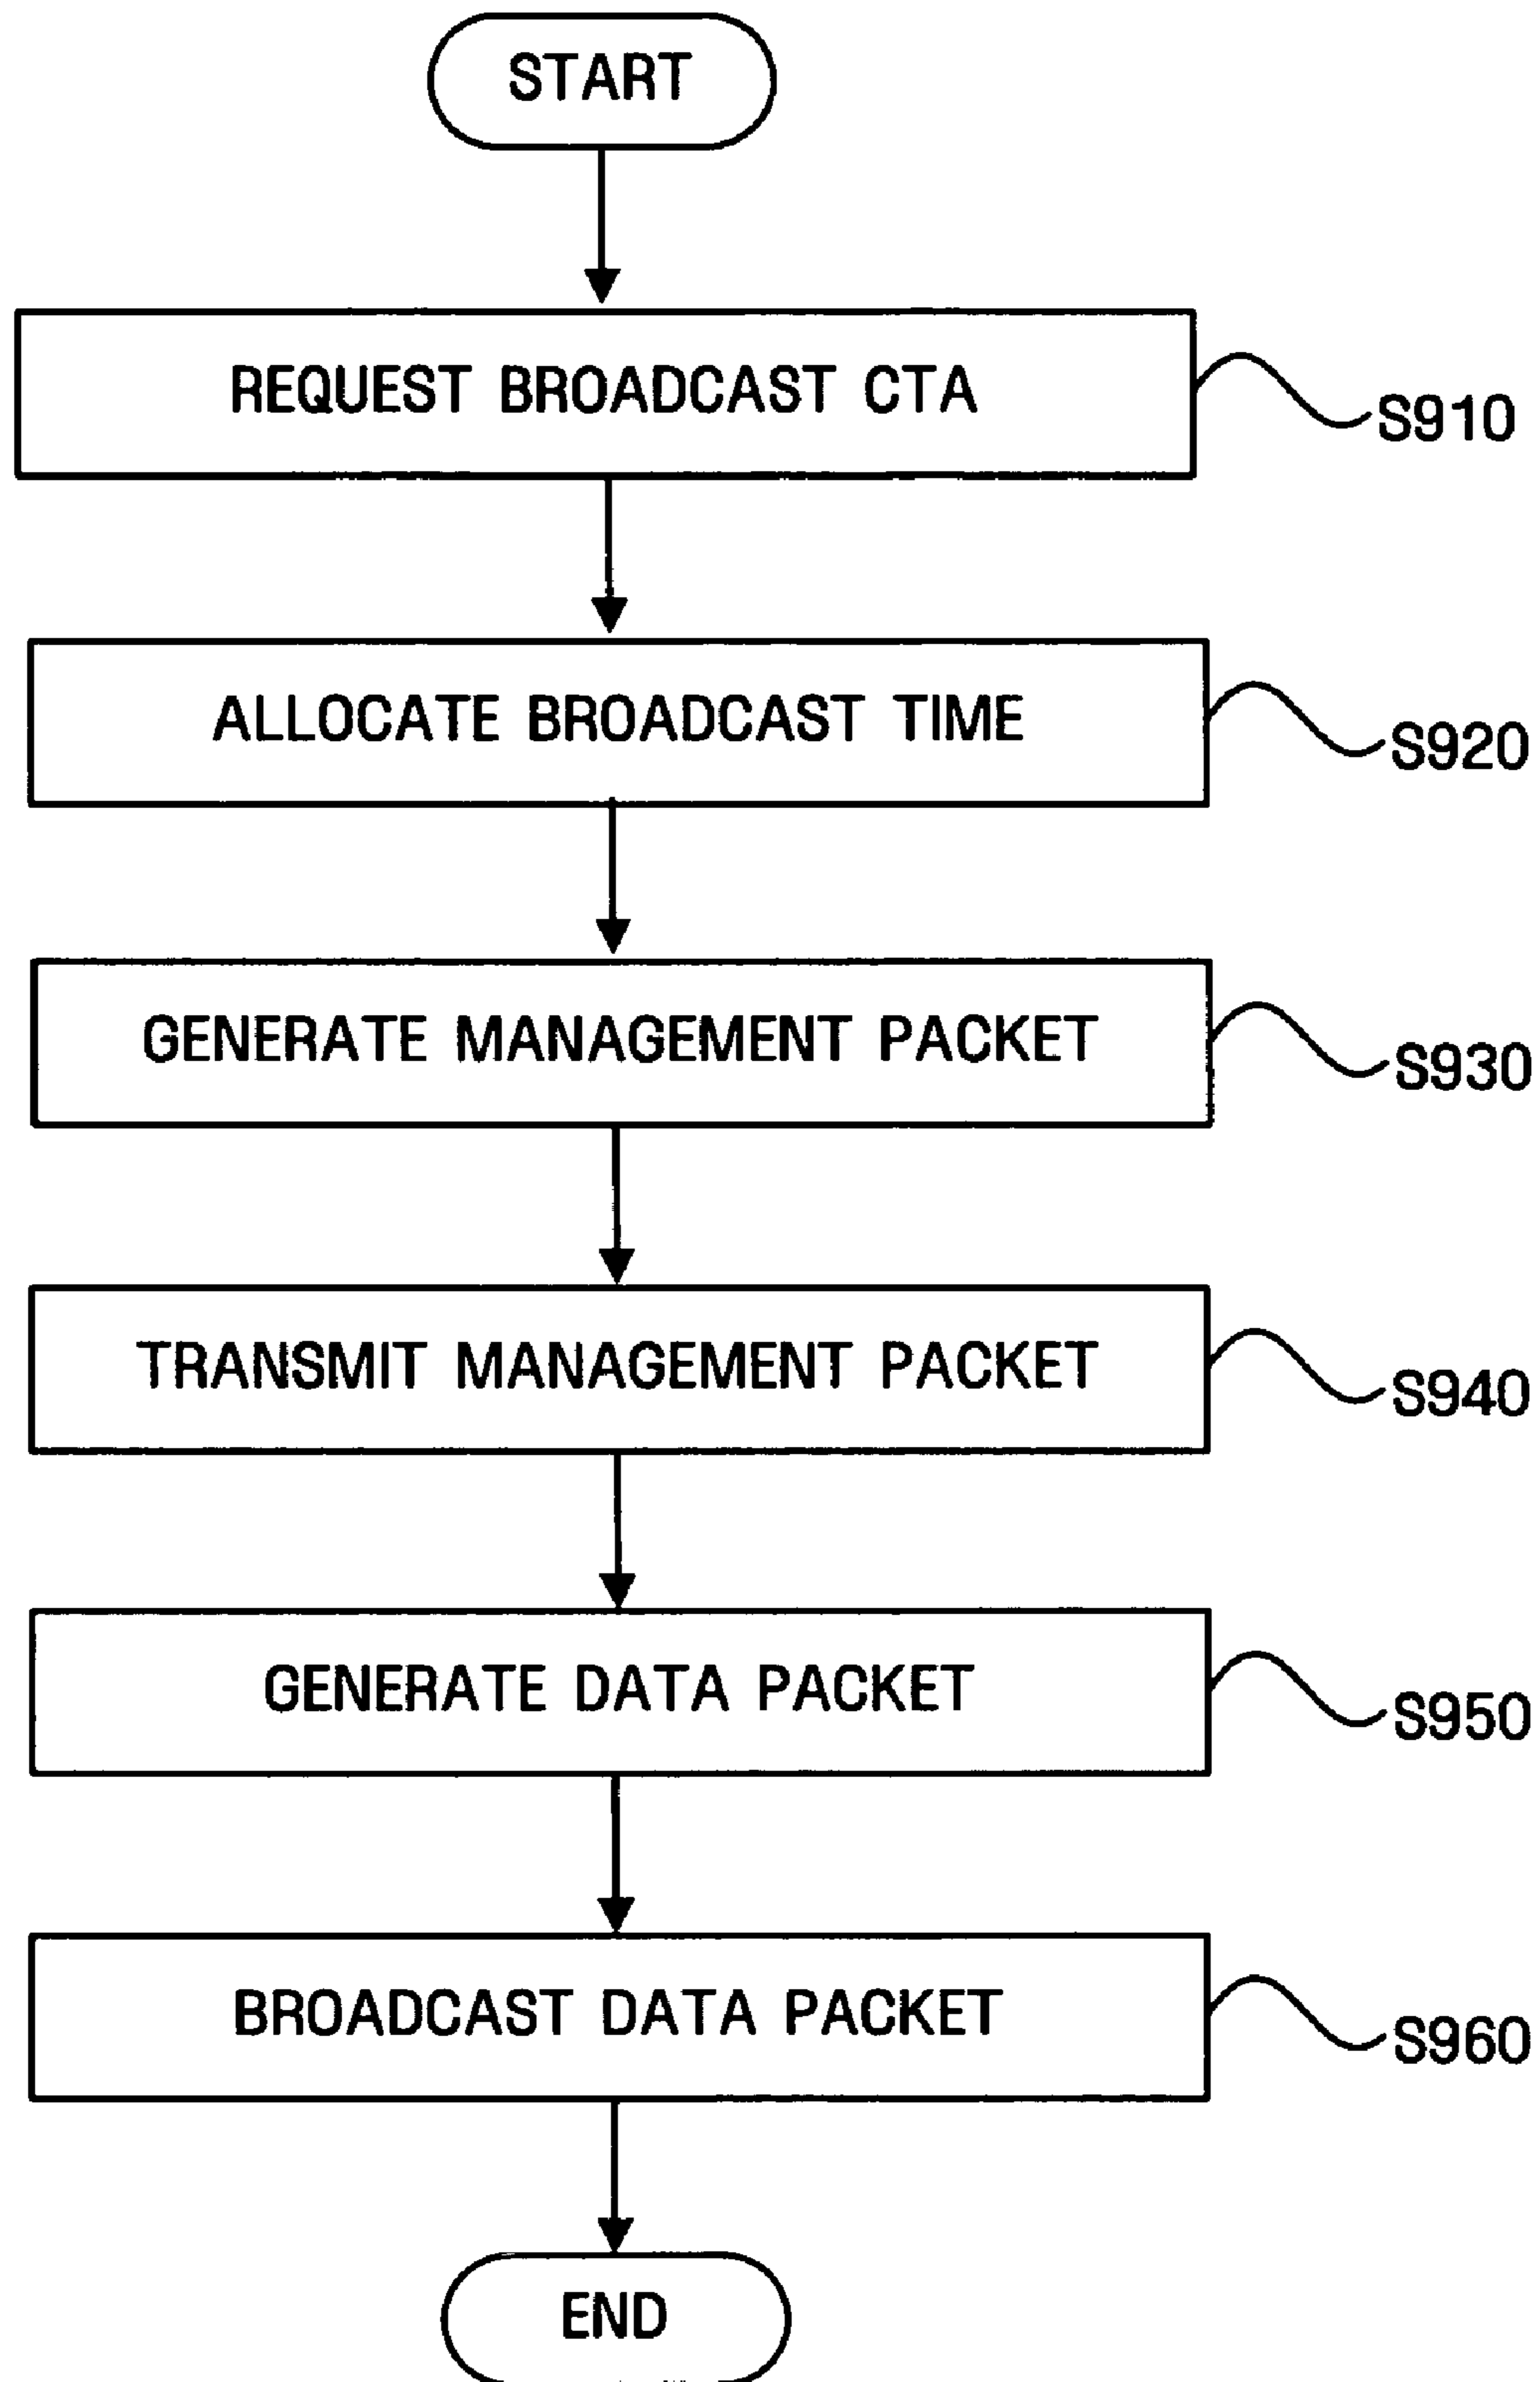 START
REQUEST BROADCAST CTA
S910
ALLOCATE BROADCAST TIME
S920
GENERATE MANAGEMENT PACKET
S930
TRANSMIT MANAGEMENT PACKET
S940
GENERATE DATA PACKET
S950
BROADCAST DATA PACKET
S960
END